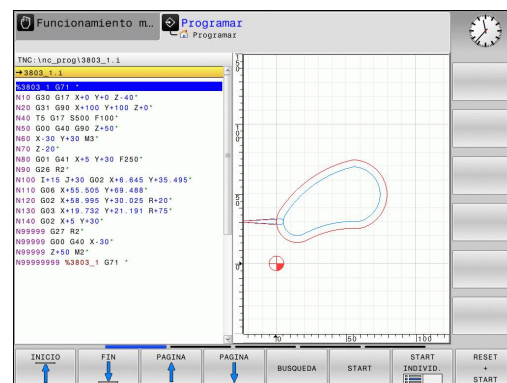 Funcionamiento m…
Programar
Programar
TNC:\nc_prog\3803_1.i
→3803_1.i
%3803_1 G71 *
N10 G30 G17 X+0 Y+0 Z-40*
N20 G31 G90 X+100 Y+100 Z+0*
N40 T5 G17 S500 F100*
N50 G00 G40 G90 Z+50*
N60 X-30 Y+30 M3*
N70 Z-20*
N80 G01 G41 X+5 Y+30 F250*
N90 G26 R2*
N100 I+15 J+30 G02 X+6.645 Y+35.495*
N110 G06 X+55.505 Y+69.488*
N120 G02 X+58.995 Y+30.025 R+20*
N130 G03 X+19.732 Y+21.191 R+75*
N140 G02 X+5 Y+30*
N99999 G27 R2*
N99999 G00 G40 X-30*
N99999 Z+50 M2*
N99999999 %3803_1 G71 *
100
50
0
0
50
100
INICIO
FIN
PAGINA
PAGINA
BUSQUEDA
START
START
INDIVID.
RESET
+
START